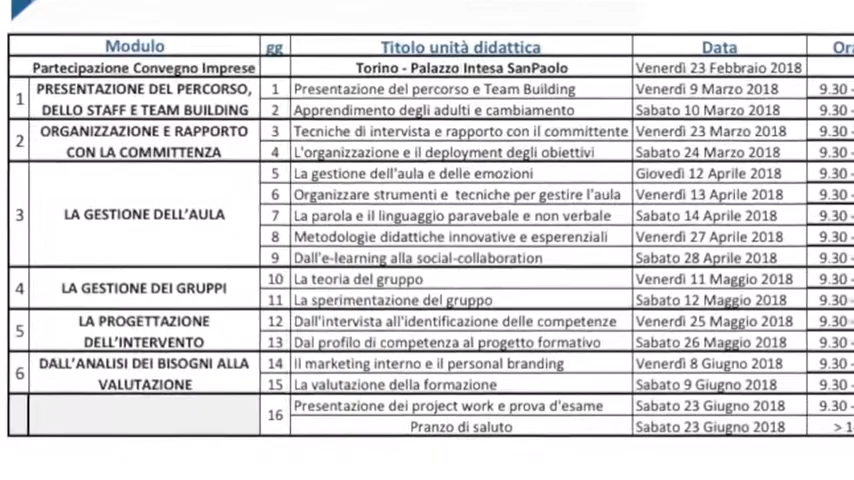 Modulo gg Titolo unità didattica Data
Partecipazione Convegno Imprese Torino - Palazzo Intesa SanPaolo Venerdì 23 Febbraio 2018
1 PRESENTAZIONE DEL PERCORSO, 1 Presentazione del percorso e Team Building Venerdì 9 Marzo 2018 9.30 -
DELLO STAFF E TEAM BUILDING 2 Apprendimento degli adulti e cambiamento Sabato 10 Marzo 2018 9.30 -
2 ORGANIZZAZIONE E RAPPORTO 3 Tecniche di intervista e rapporto con il committente Venerdì 23 Marzo 2018 9.30 -
CON LA COMMITTENZA 4 L'organizzazione e il deployment degli obiettivi Sabato 24 Marzo 2018 9.30 -
5 La gestione dell'aula e delle emozioni Giovedì 12 Aprile 2018 9.30 -
6 Organizzare strumenti e tecniche per gestire l'aula Venerdì 13 Aprile 2018 9.30 -
3 LA GESTIONE DELL'AULA 7 La parola e il linguaggio paravebale e non verbale Sabato 14 Aprile 2018 9.30 -
8 Metodologie didattiche innovative e esperenziali Venerdì 27 Aprile 2018 9.30 -
9 Dall'e-learning alla social-collaboration Sabato 28 Aprile 2018 9.30 -
4 LA GESTIONE DEI GRUPPI 10 La teoria del gruppo Venerdì 11 Maggio 2018 9.30 -
11 La sperimentazione del gruppo Sabato 12 Maggio 2018 9.30 -
5 LA PROGETTAZIONE 12 Dall'intervista all'identificazione delle competenze Venerdì 25 Maggio 2018 9.30 -
DELL'INTERVENTO 13 Dal profilo di competenza al progetto formativo Sabato 26 Maggio 2018 9.30 -
6 DALL'ANALISI DEI BISOGNI ALLA 14 Il marketing interno e il personal branding Venerdì 8 Giugno 2018 9.30 -
VALUTAZIONE 15 La valutazione della formazione Sabato 9 Giugno 2018 9.30 -
16 Presentazione dei project work e prova d'esame Sabato 23 Giugno 2018 9.30 -
Pranzo di saluto Sabato 23 Giugno 2018